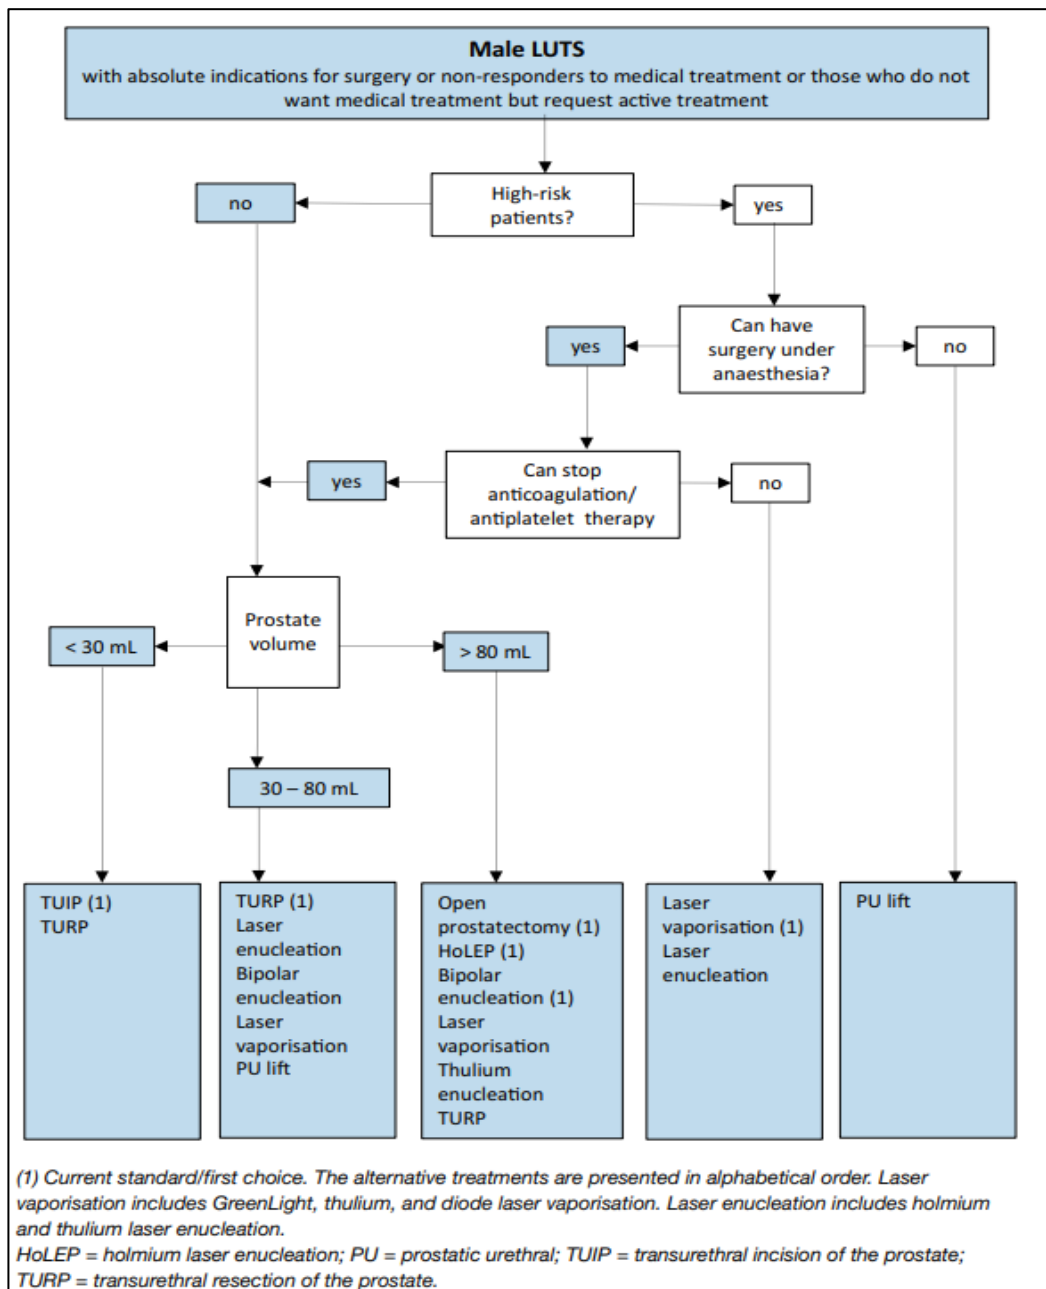 Male LUTS
with absolute indications for surgery or non-responders to medical treatment or those who do not
want medical treatment but request active treatment
no
High-risk
patients?
yes
yes
Can have
surgery under
anaesthesia?
no
yes
Can stop
anticoagulation/
antiplatelet therapy
no
Prostate
volume
< 30 mL
> 80 mL
30 – 80 mL
TUIP (1)
TURP
TURP (1)
Laser
enucleation
Bipolar
enucleation
Laser
vaporisation
PU lift
Open
prostatectomy (1)
HoLEP (1)
Bipolar
enucleation (1)
Laser
vaporisation
Thulium
enucleation
TURP
Laser
vaporisation (1)
Laser
enucleation
PU lift
(1) Current standard/first choice. The alternative treatments are presented in alphabetical order. Laser
vaporisation includes GreenLight, thulium, and diode laser vaporisation. Laser enucleation includes holmium
and thulium laser enucleation.
HoLEP = holmium laser enucleation; PU = prostatic urethral; TUIP = transurethral incision of the prostate;
TURP = transurethral resection of the prostate.